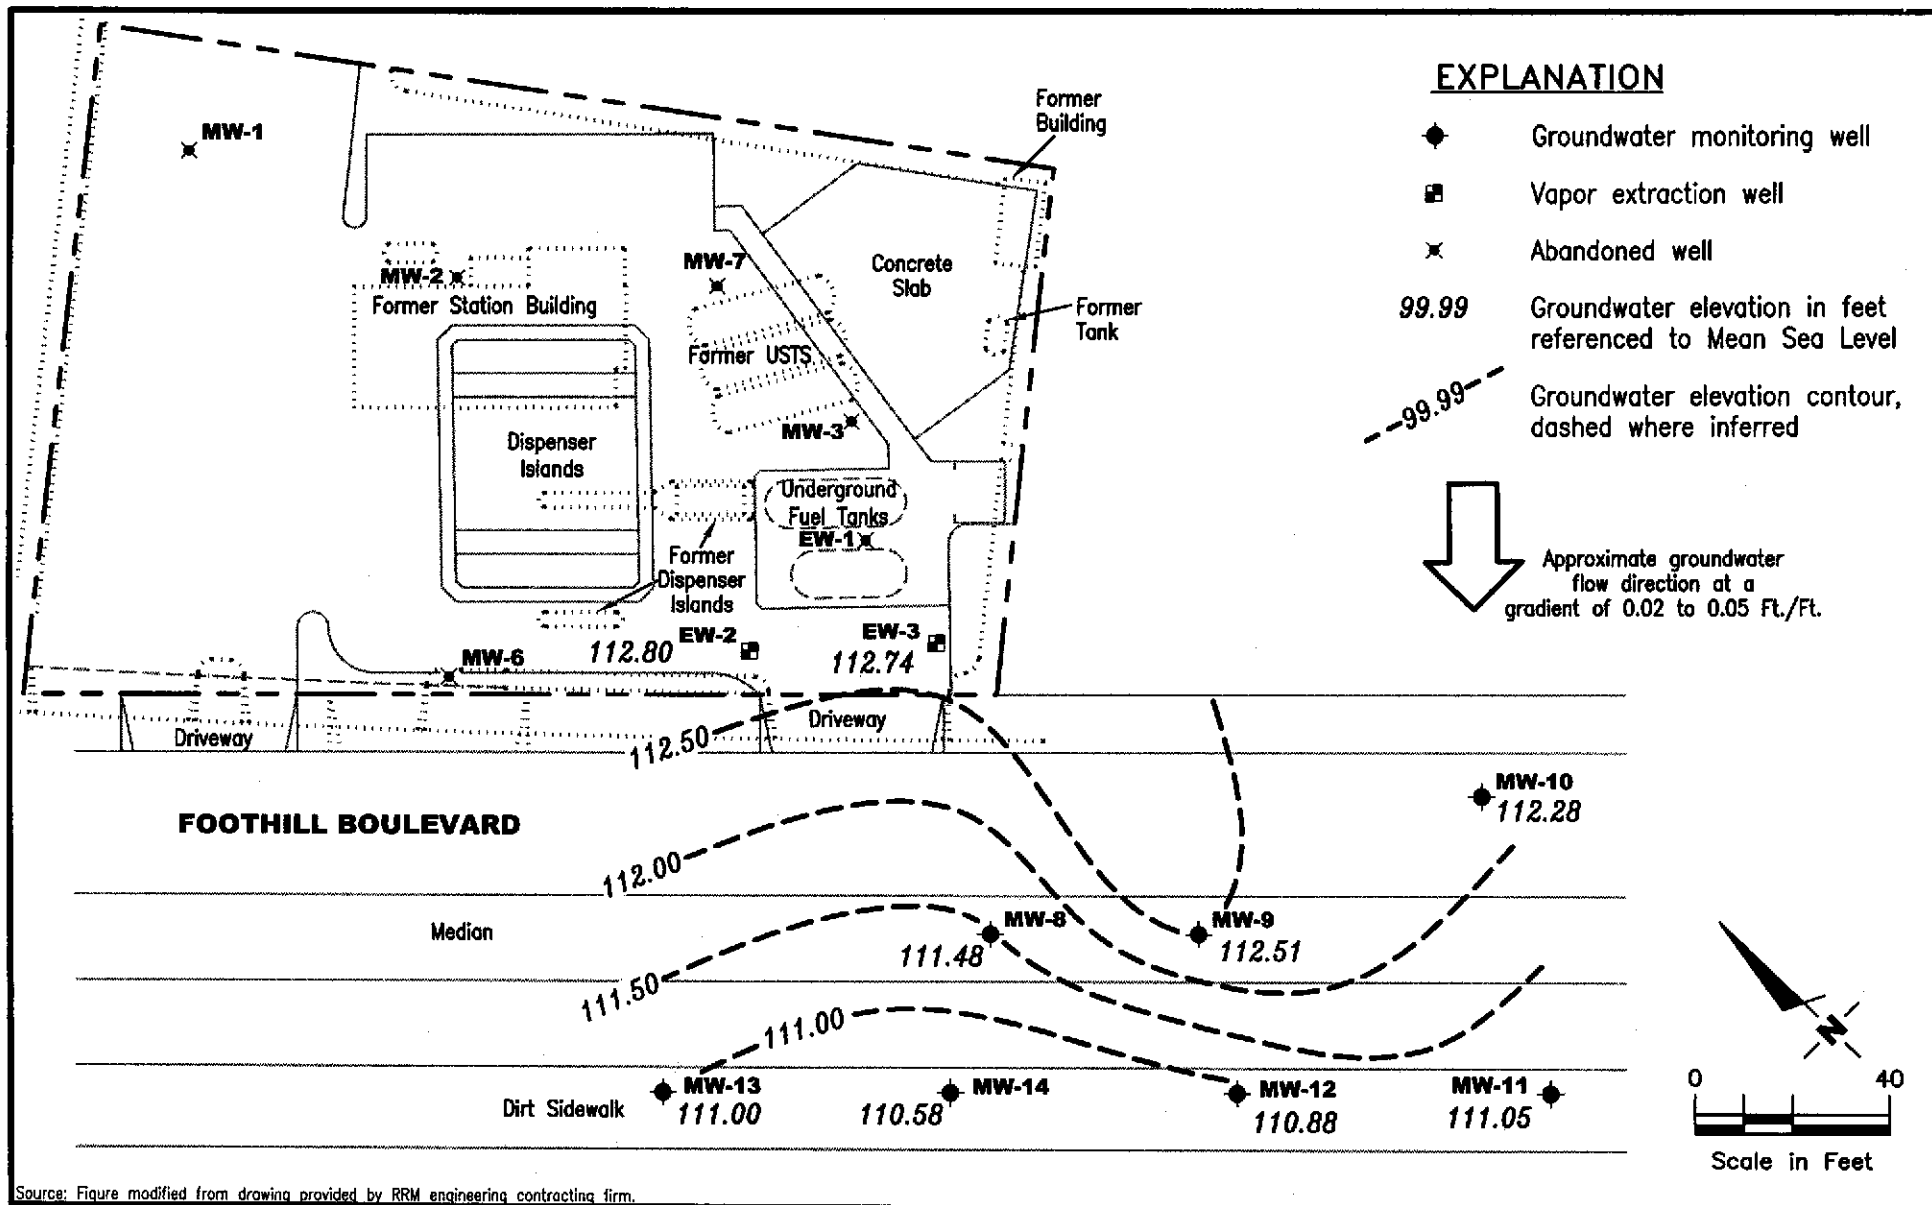 EXPLANATION
Groundwater monitoring well
Vapor extraction well
Abandoned well
99.99
Groundwater elevation in feet
referenced to Mean Sea Level
99.99
Groundwater elevation contour,
dashed where inferred
Approximate groundwater
flow direction at a
gradient of 0.02 to 0.05 Ft./Ft.
MW-1
Former
Building
MW-2
Former Station Building
MW-7
Concrete
Slab
Former
Tank
Former USTS
MW-3
Dispenser
Islands
Underground
Fuel Tanks
EW-1
Former
Dispenser
Islands
EW-2
112.80
EW-3
112.74
MW-6
Driveway
Driveway
112.50
MW-10
112.28
FOOTHILL BOULEVARD
112.00
Median
MW-8
111.48
MW-9
112.51
111.50
111.00
Dirt Sidewalk
MW-13
111.00
MW-14
110.58
MW-12
110.88
MW-11
111.05
N
0 40
Scale in Feet
Source: Figure modified from drawing provided by RRM engineering contracting firm.